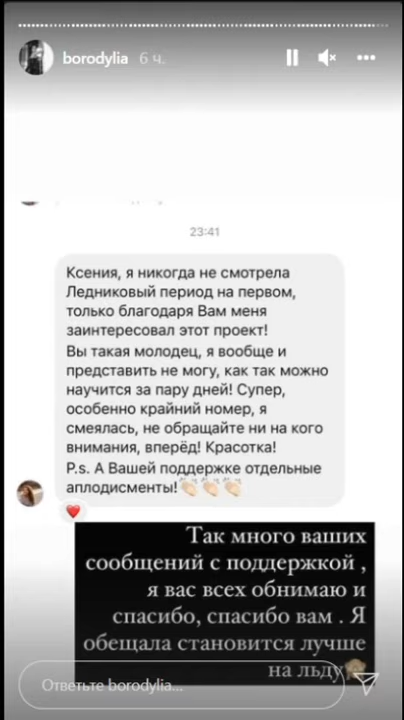 borodylia 6 ч.
23:41
Ксения, я никогда не смотрела
Ледниковый период на первом,
только благодаря Вам меня
заинтересовал этот проект!
Вы такая молодец, я вообще и
представить не могу, как так можно
научится за пару дней! Супер,
особенно крайний номер, я
смеялась, не обращайте ни на кого
внимания, вперёд! Красотка!
P.s. А Вашей поддержке отдельные
аплодисменты!👏🏻👏🏻👏🏻
Так много ваших
сообщений с поддержкой ,
я вас всех обнимаю и
спасибо, спасибо вам . Я
обещала становится лучше
на льду🙈
Ответьте borodylia...